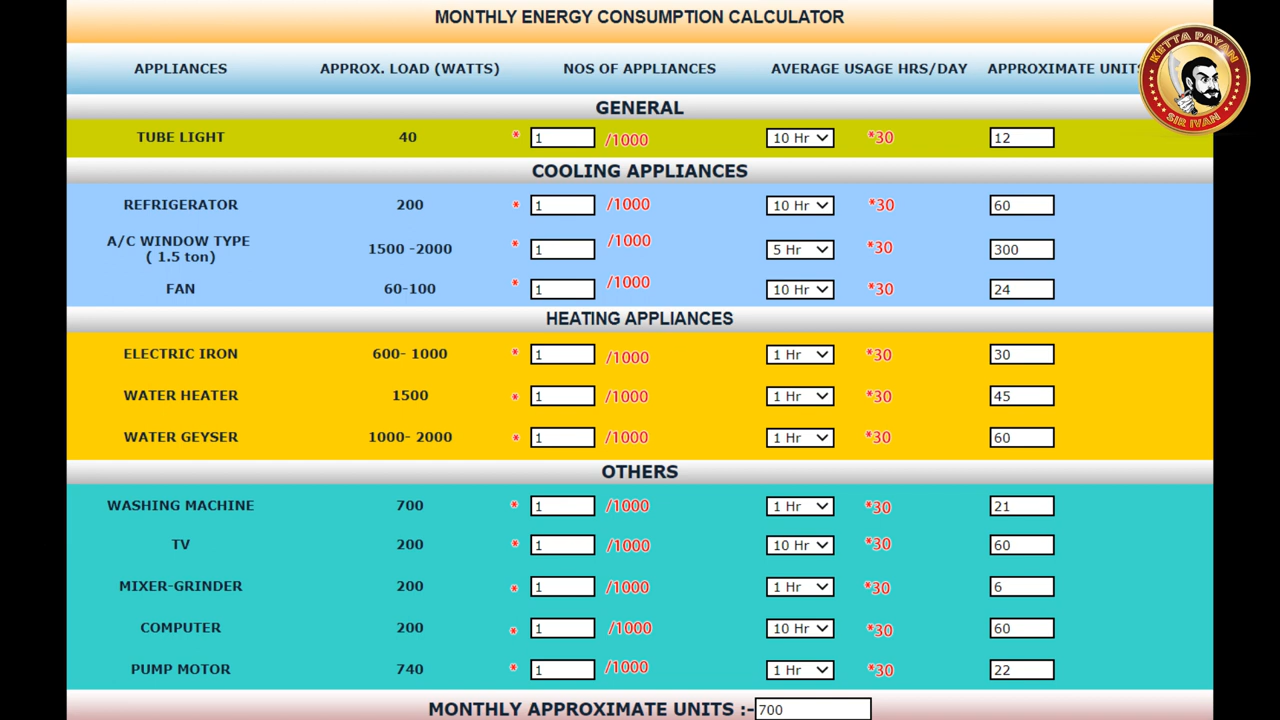 MONTHLY ENERGY CONSUMPTION CALCULATOR
APPLIANCES APPROX. LOAD (WATTS) NOS OF APPLIANCES AVERAGE USAGE HRS/DAY APPROXIMATE UNITS
GENERAL
TUBE LIGHT 40 * 1 /1000 10 Hr *30 12
COOLING APPLIANCES
REFRIGERATOR 200 * 1 /1000 10 Hr *30 60
A/C WINDOW TYPE
( 1.5 ton) 1500 -2000 * 1 /1000 5 Hr *30 300
FAN 60-100 * 1 /1000 10 Hr *30 24
HEATING APPLIANCES
ELECTRIC IRON 600- 1000 * 1 /1000 1 Hr *30 30
WATER HEATER 1500 * 1 /1000 1 Hr *30 45
WATER GEYSER 1000- 2000 * 1 /1000 1 Hr *30 60
OTHERS
WASHING MACHINE 700 * 1 /1000 1 Hr *30 21
TV 200 * 1 /1000 10 Hr *30 60
MIXER-GRINDER 200 * 1 /1000 1 Hr *30 6
COMPUTER 200 * 1 /1000 10 Hr *30 60
PUMP MOTOR 740 * 1 /1000 1 Hr *30 22
MONTHLY APPROXIMATE UNITS :- 700
KETTA PAYAN
SIR IVAN